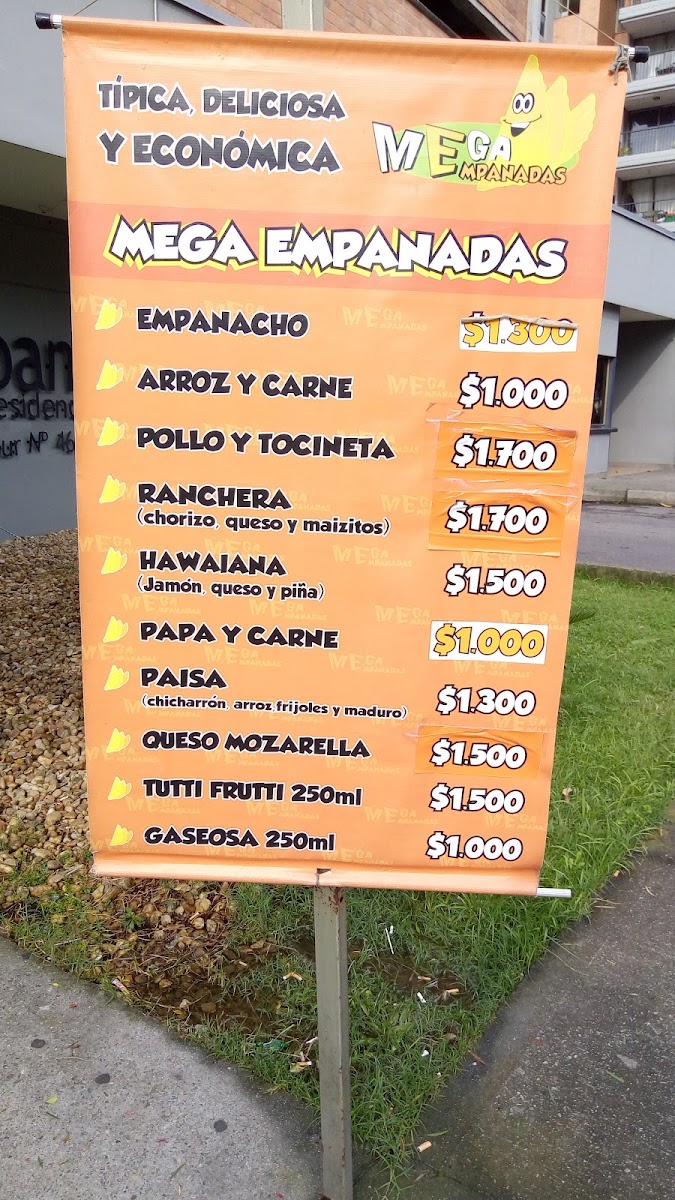 TÍPICA, DELICIOSA
Y ECONÓMICA
MEGA
EMPANADAS
MEGA EMPANADAS
EMPANACHO $1.300
ARROZ Y CARNE $1.000
POLLO Y TOCINETA $1.700
RANCHERA $1.700
(chorizo, queso y maizitos)
HAWAIANA $1.500
(Jamón, queso y piña)
PAPA Y CARNE $1.000
PAISA $1.300
(chicharrón, arroz,frijoles y maduro)
QUESO MOZARELLA $1.500
TUTTI FRUTTI 250ml $1.500
GASEOSA 250ml $1.000